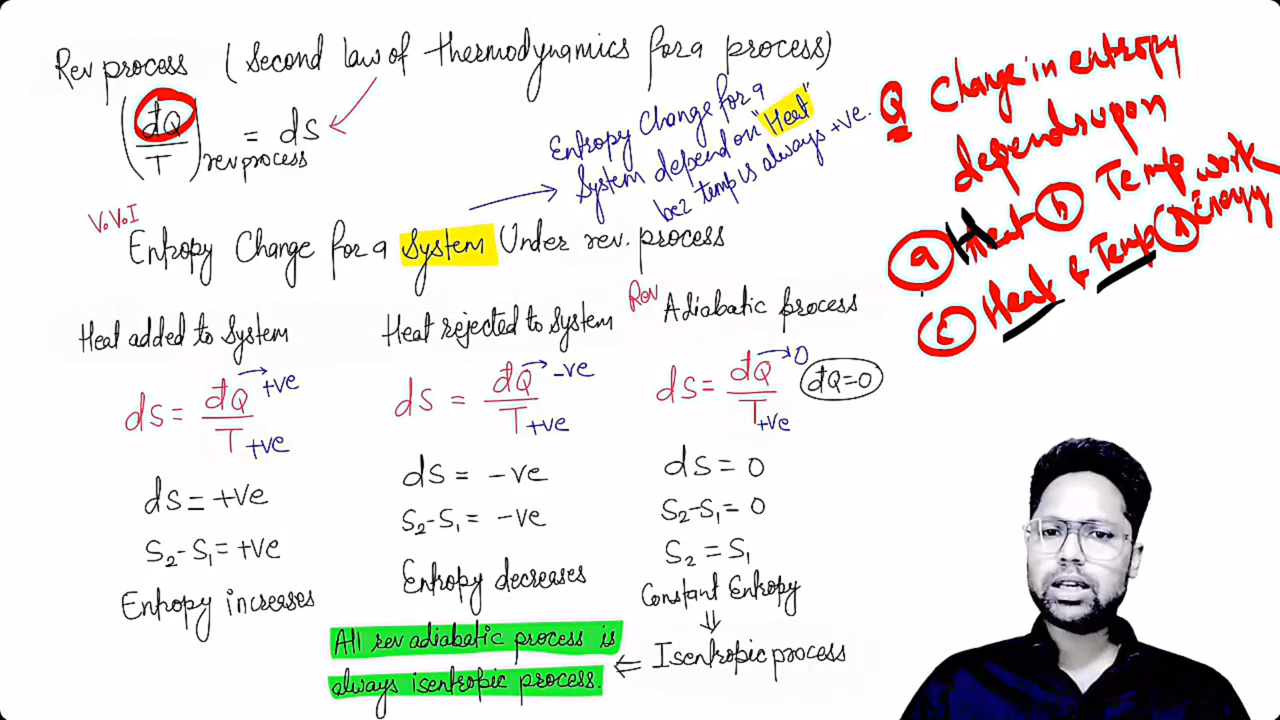 Rev process (Second law of thermodynamics for a process)
(đQ/T)rev process = ds
Entropy Change for a
System depend on "Heat"
bcz temp is always +ve.
V.V.I
Entropy Change for a System Under rev. process
Heat added to System
ds = đQ/T → +ve
+ve
ds = +ve
S₂-S₁ = +ve
Entropy increases
Heat rejected to System
ds = đQ/T → -ve
+ve
ds = -ve
S₂-S₁ = -ve
Entropy decreases
Rev Adiabatic process
ds = đQ/T → 0
+ve
đQ=0
ds = 0
S₂-S₁ = 0
S₂ = S₁
Constant Entropy
⇓
⇐ Isentropic process
All rev adiabatic process is
always isentropic process.
Q Change in entropy
depends upon
(a) Heat (b) Temp
(c) Heat & Temp
work
Energy